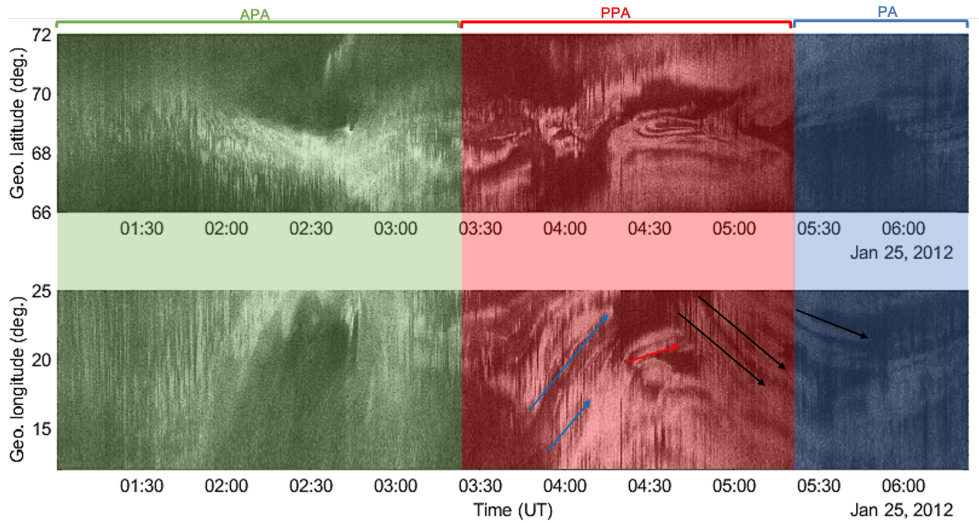 APA PPA PA
Geo. latitude (deg.)
72
70
68
66
01:30 02:00 02:30 03:00 03:30 04:00 04:30 05:00 05:30 06:00
Jan 25, 2012
Geo. longitude (deg.)
25
20
15
01:30 02:00 02:30 03:00 03:30 04:00 04:30 05:00 05:30 06:00
Time (UT) Jan 25, 2012